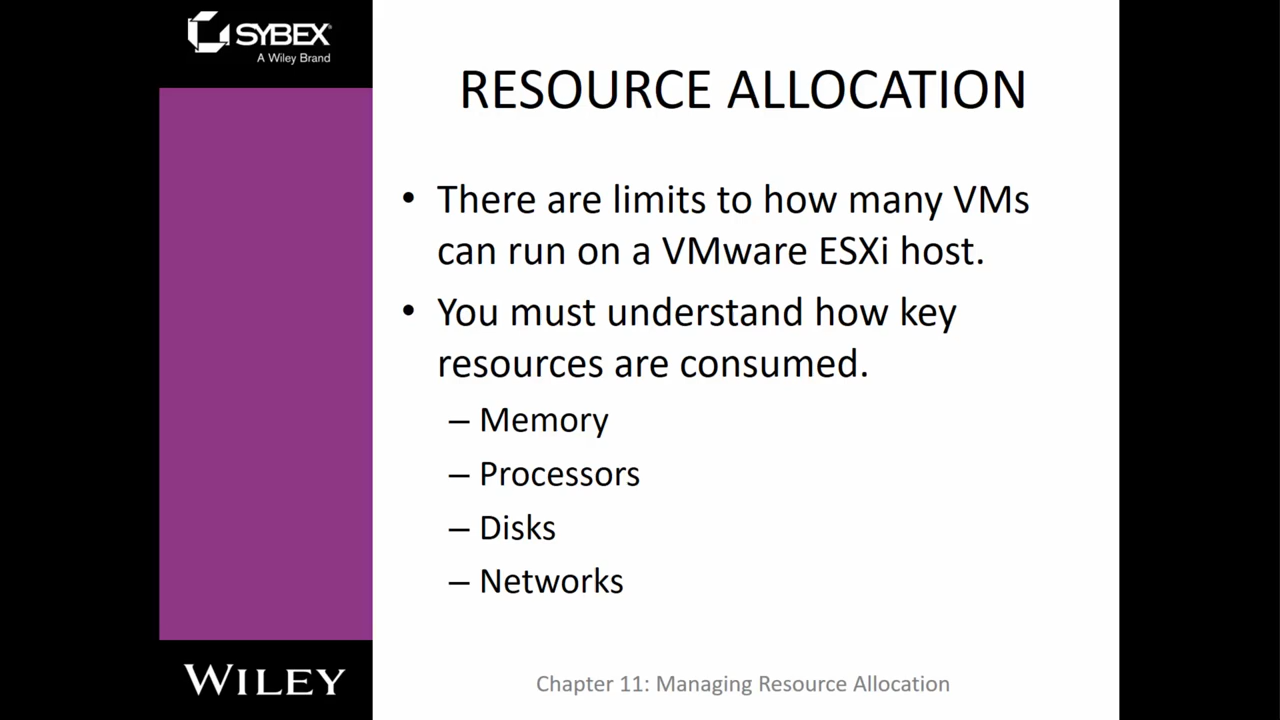 SYBEX
A Wiley Brand
RESOURCE ALLOCATION
• There are limits to how many VMs
can run on a VMware ESXi host.
• You must understand how key
resources are consumed.
– Memory
– Processors
– Disks
– Networks
WILEY
Chapter 11: Managing Resource Allocation